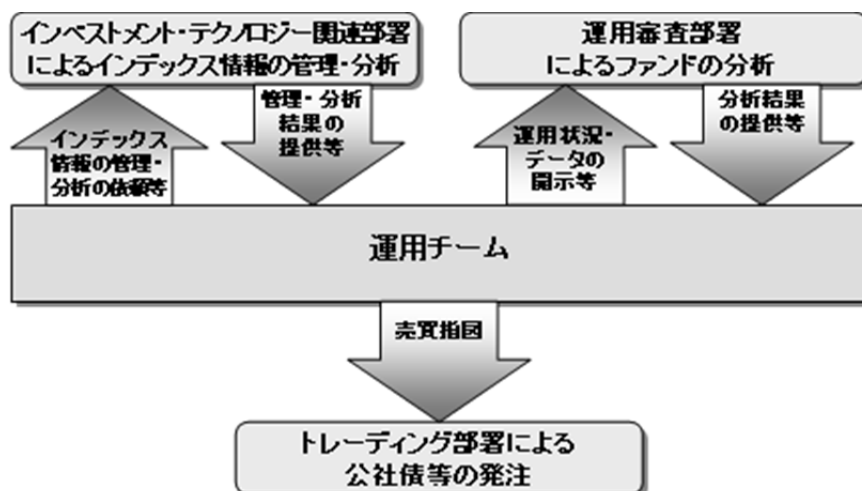 インベストメント・テクノロジー関連部署
によるインデックス情報の管理・分析
運用審査部署
によるファンドの分析
インデックス
情報の管理・
分析の依頼等
管理・分析
結果の
提供等
運用状況・
データの
開示等
分析結果
の提供等
運用チーム
売買指図
トレーディング部署による
公社債等の発注